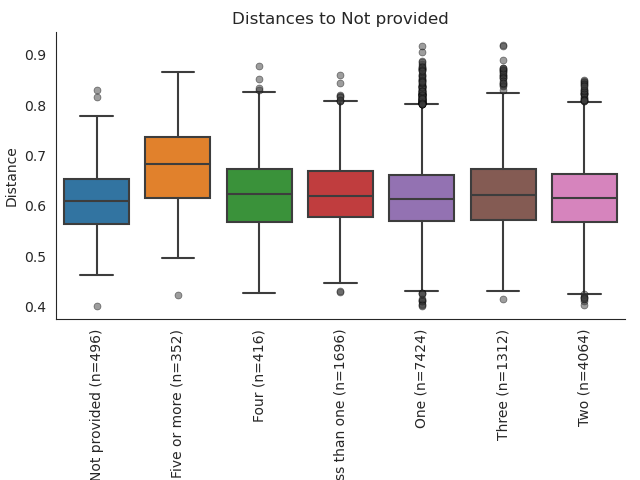 Distances to Not provided
Distance
0.9
0.8
0.7
0.6
0.5
0.4
Not provided (n=496)
Five or more (n=352)
Four (n=416)
ss than one (n=1696)
One (n=7424)
Three (n=1312)
Two (n=4064)